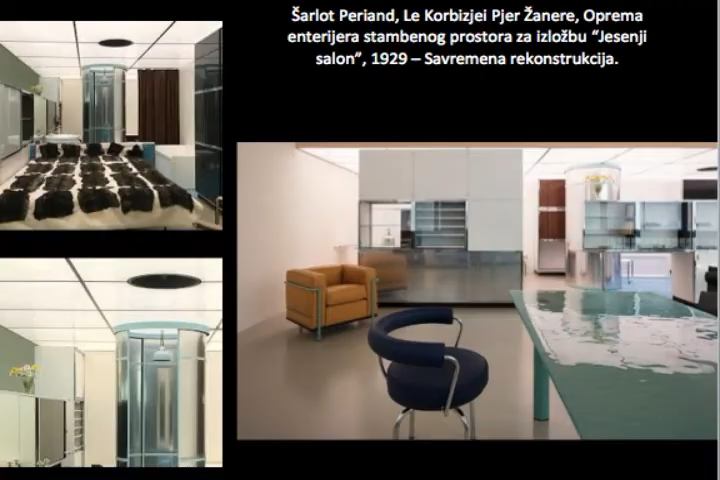 Šarlot Periand, Le Korbizjei Pjer Žanere, Oprema
enterijera stambenog prostora za izložbu “Jesenji
salon”, 1929 – Savremena rekonstrukcija.